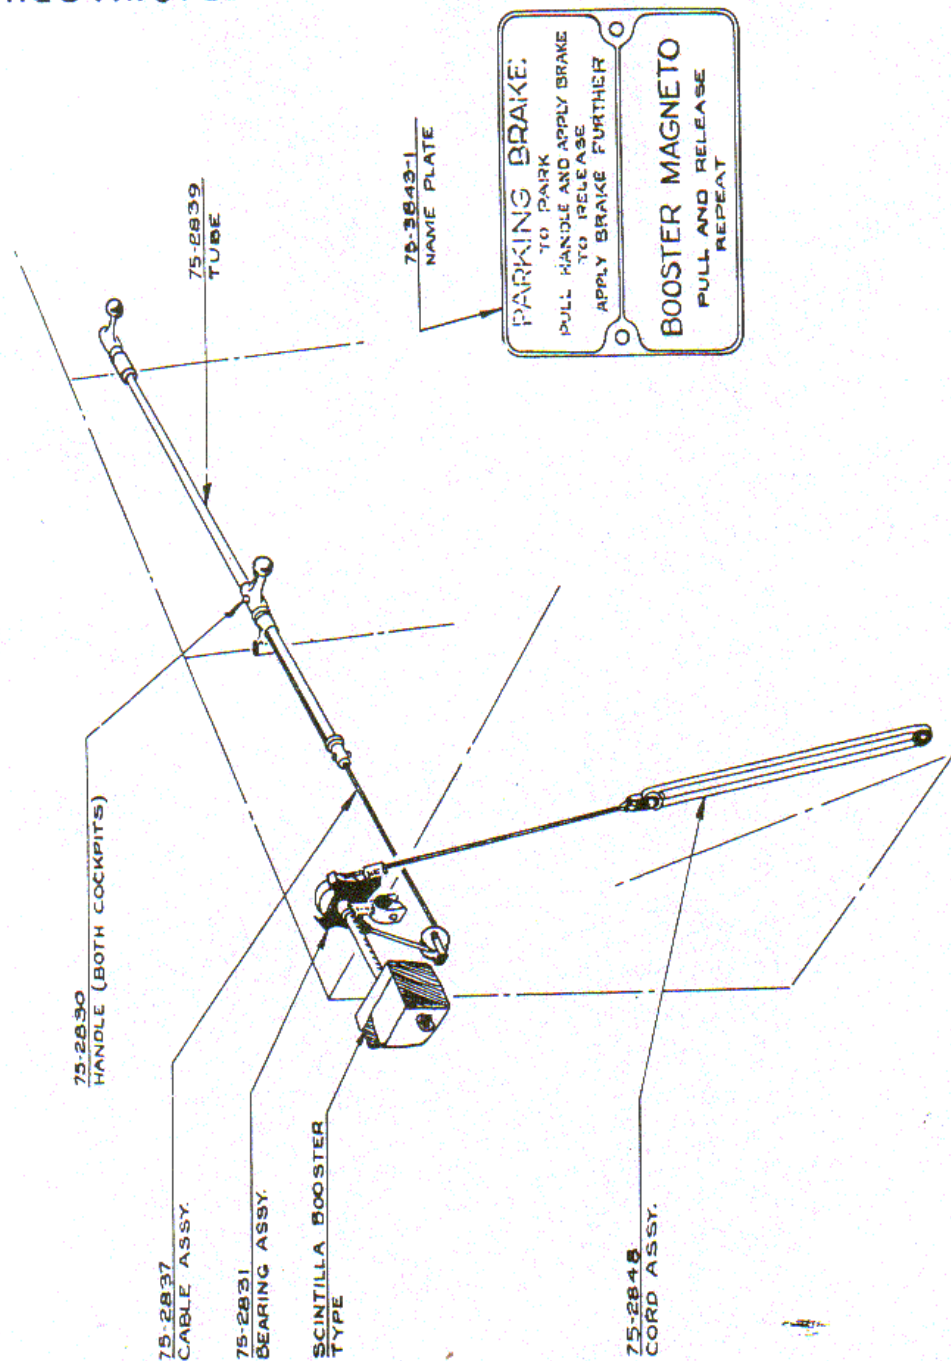 75-2837
CABLE ASSY.
75-2831
BEARING ASSY.
SCINTILLA BOOSTER
TYPE
75-2848
CORD ASSY.
75-2830
HANDLE (BOTH COCKPITS)
75-2839
TUBE
75-3843-1
NAME PLATE
PARKING BRAKE.
TO PARK
PULL HANDLE AND APPLY BRAKE
TO RELEASE
APPLY BRAKE FURTHER
BOOSTER MAGNETO
PULL AND RELEASE
REPEAT